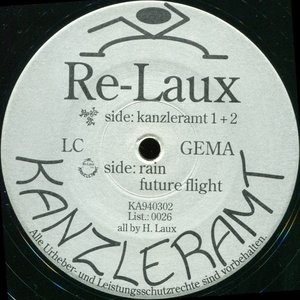 Re-Laux
side: kanzleramt 1 + 2
LC GEMA
side: rain
future flight
KA940302
List.: 0026
all by H. Laux
KANZLERAMT
Alle Urheber- und Leistungsschutzrechte sind vorbehalten.